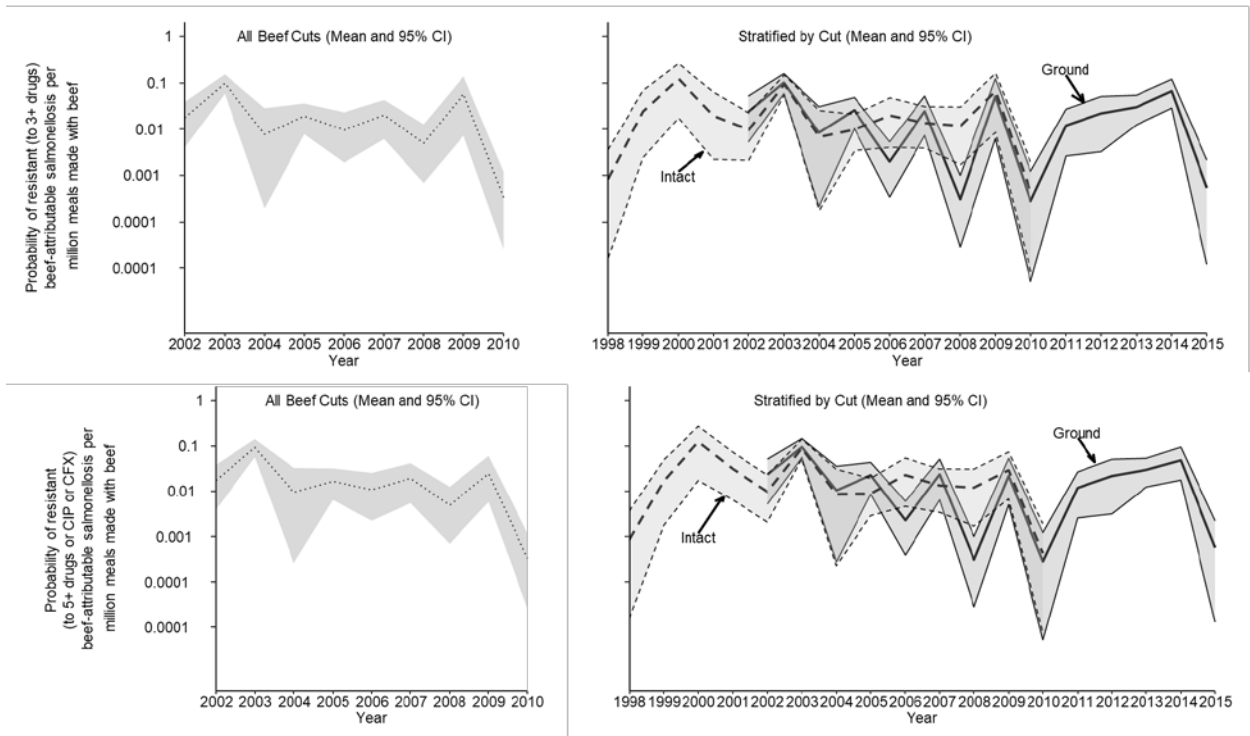 All Beef Cuts (Mean and 95% CI)
Probability of resistant (to 3+ drugs)
beef-attributable salmonellosis per
million meals made with beef
1
0.1
0.01
0.001
0.0001
0.0001
2002 2003 2004 2005 2006 2007 2008 2009 2010
Year
Stratified by Cut (Mean and 95% CI)
Ground
Intact
1998 1999 2000 2001 2002 2003 2004 2005 2006 2007 2008 2009 2010 2011 2012 2013 2014 2015
Year
All Beef Cuts (Mean and 95% CI)
Probability of resistant
(to 5+ drugs or CIP or CFX)
beef-attributable salmonellosis per
million meals made with beef
1
0.1
0.01
0.001
0.0001
0.0001
2002 2003 2004 2005 2006 2007 2008 2009 2010
Year
Stratified by Cut (Mean and 95% CI)
Ground
Intact
1998 1999 2000 2001 2002 2003 2004 2005 2006 2007 2008 2009 2010 2011 2012 2013 2014 2015
Year